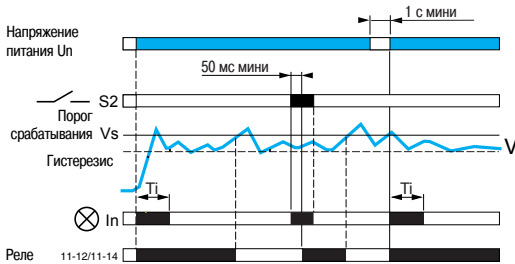 1 с мини
Напряжение
питания Un
50 мс мини
S2
Порог
срабатывания Vs
Гистерезис
V
Ti
Ti
In
Реле 11-12/11-14